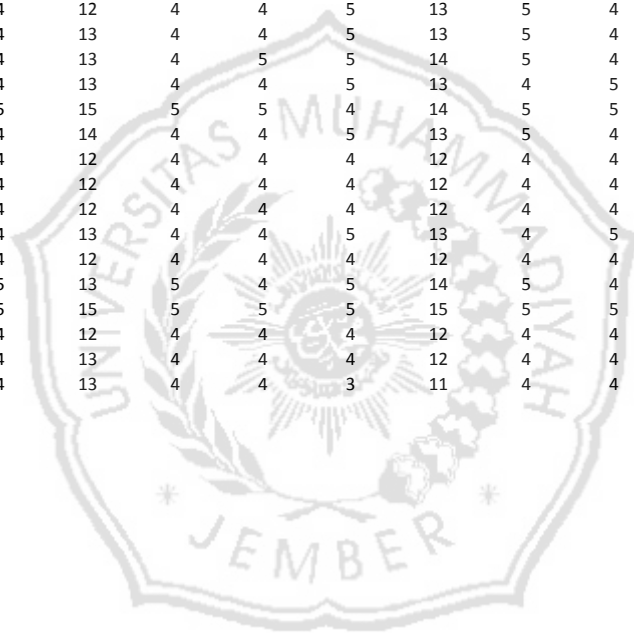 4 12 4 4 5 13 5 4
4 13 4 4 5 13 5 4
4 13 4 5 5 14 5 4
4 13 4 4 5 13 4 5
5 15 5 5 4 14 5 5
4 14 4 4 5 13 5 4
4 12 4 4 4 12 4 4
4 12 4 4 4 12 4 4
4 12 4 4 4 12 4 4
4 13 4 4 5 13 4 5
4 12 4 4 4 12 4 4
5 13 5 4 5 14 5 4
5 15 5 5 5 15 5 5
4 12 4 4 4 12 4 4
4 13 4 4 4 12 4 4
4 13 4 4 3 11 4 4
UNIVERSITAS MUHAMMADIYAH
JEMBER